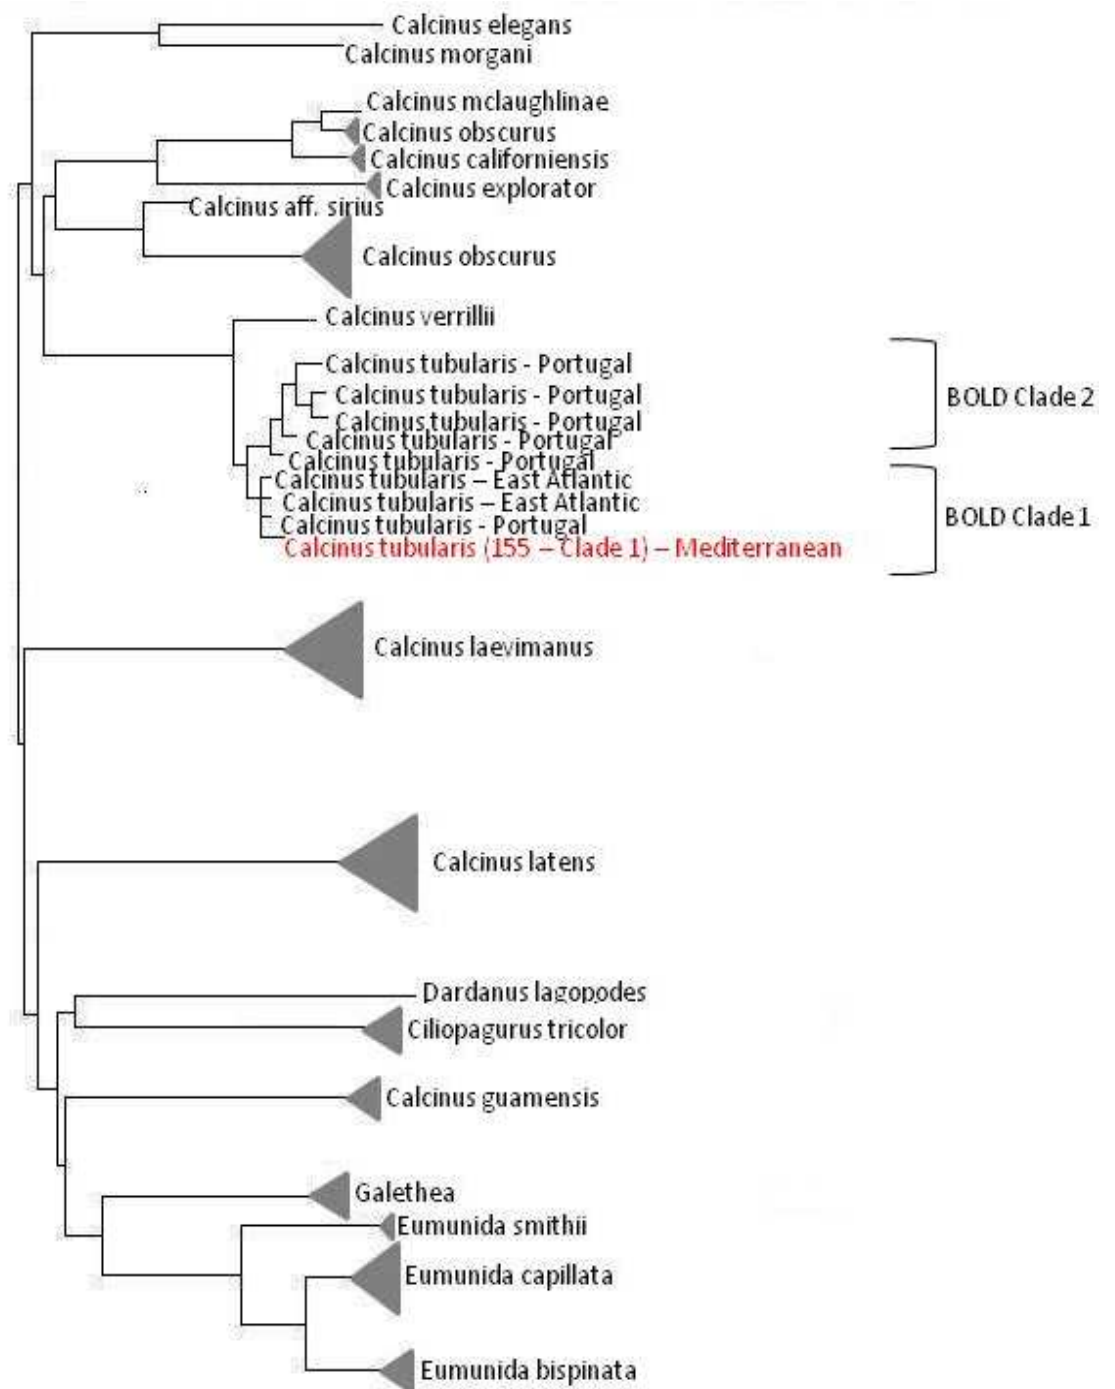 Calcinus elegans
Calcinus morgani
Calcinus mclaughlinae
Calcinus obscurus
Calcinus californiensis
Calcinus explorator
Calcinus aff. sirius
Calcinus obscurus
Calcinus verrillii
Calcinus tubularis - Portugal
Calcinus tubularis - Portugal
Calcinus tubularis - Portugal
Calcinus tubularis - Portugal
Calcinus tubularis - Portugal
Calcinus tubularis – East Atlantic
Calcinus tubularis – East Atlantic
Calcinus tubularis - Portugal
Calcinus tubularis (155 – Clade 1) – Mediterranean
BOLD Clade 2
BOLD Clade 1
Calcinus laevimanus
Calcinus latens
Dardanus lagopodes
Ciliopagurus tricolor
Calcinus guamensis
Galethea
Eumunida smithii
Eumunida capillata
Eumunida bispinata